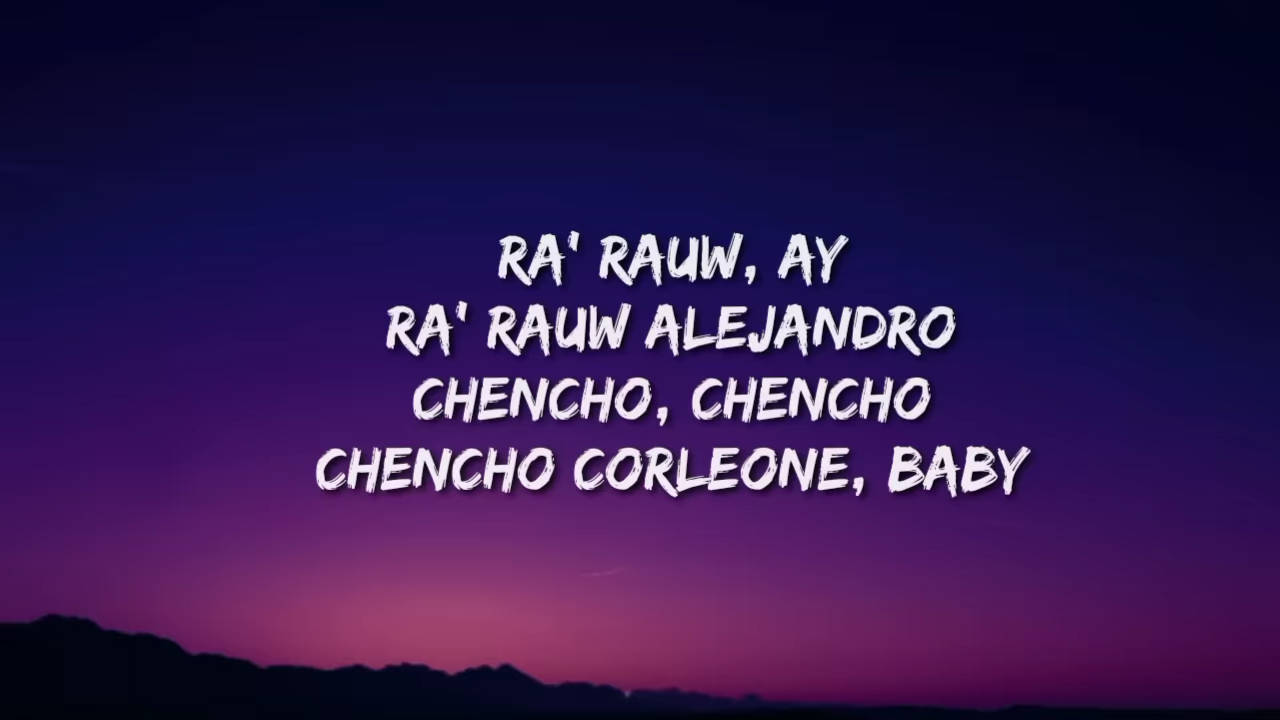 RA' RAUW, AY
RA' RAUW ALEJANDRO
CHENCHO, CHENCHO
CHENCHO CORLEONE, BABY